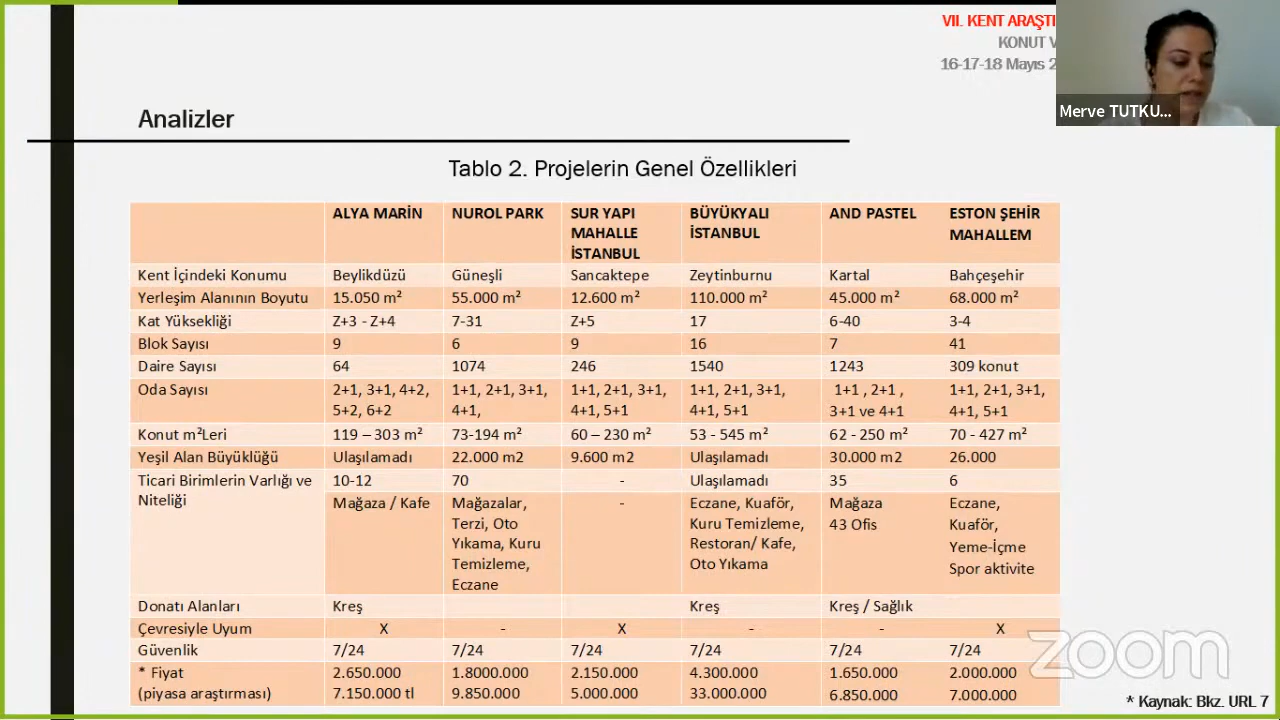 VII. KENT ARAŞTI
KONUT V
16-17-18 Mayıs 2
Merve TUTKU...
Analizler
Tablo 2. Projelerin Genel Özellikleri
ALYA MARİN NUROL PARK SUR YAPI MAHALLE İSTANBUL BÜYÜKYALI İSTANBUL AND PASTEL ESTON ŞEHİR MAHALLEM
Kent İçindeki Konumu Beylikdüzü Güneşli Sancaktepe Zeytinburnu Kartal Bahçeşehir
Yerleşim Alanının Boyutu 15.050 m² 55.000 m² 12.600 m² 110.000 m² 45.000 m² 68.000 m²
Kat Yüksekliği Z+3 - Z+4 7-31 Z+5 17 6-40 3-4
Blok Sayısı 9 6 9 16 7 41
Daire Sayısı 64 1074 246 1540 1243 309 konut
Oda Sayısı 2+1, 3+1, 4+2, 1+1, 2+1, 3+1, 1+1, 2+1, 3+1, 1+1, 2+1, 3+1, 1+1 , 2+1 , 1+1, 2+1, 3+1,
5+2, 6+2 4+1, 4+1, 5+1 4+1, 5+1 3+1 ve 4+1 4+1, 5+1
Konut m²Leri 119 – 303 m² 73-194 m² 60 – 230 m² 53 - 545 m² 62 - 250 m² 70 - 427 m²
Yeşil Alan Büyüklüğü Ulaşılamadı 22.000 m2 9.600 m2 Ulaşılamadı 30.000 m2 26.000
Ticari Birimlerin Varlığı ve 10-12 70 - Ulaşılamadı 35 6
Niteliği Mağaza / Kafe Mağazalar, - Eczane, Kuaför, Mağaza Eczane,
Terzi, Oto Kuru Temizleme, 43 Ofis Kuaför,
Yıkama, Kuru Restoran/ Kafe, Yeme-İçme
Temizleme, Oto Yıkama Spor aktivite
Eczane
Donatı Alanları Kreş Kreş Kreş / Sağlık
Çevresiyle Uyum X - X - - X
Güvenlik 7/24 7/24 7/24 7/24 7/24 7/24
* Fiyat 2.650.000 1.8000.000 2.150.000 4.300.000 1.650.000 2.000.000
(piyasa araştırması) 7.150.000 tl 9.850.000 5.000.000 33.000.000 6.850.000 7.000.000
zoom
* Kaynak: Bkz. URL 7